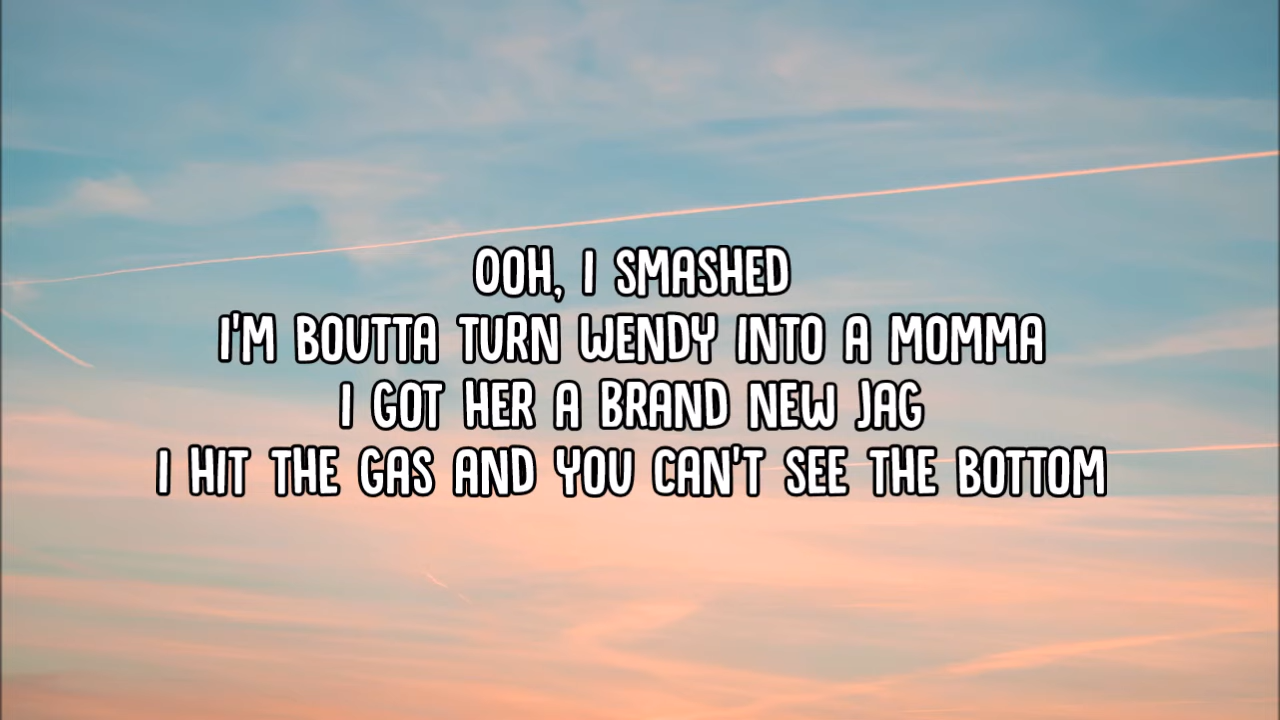 OOH, I SMASHED
I'M BOUTTA TURN WENDY INTO A MOMMA
I GOT HER A BRAND NEW JAG
I HIT THE GAS AND YOU CAN'T SEE THE BOTTOM